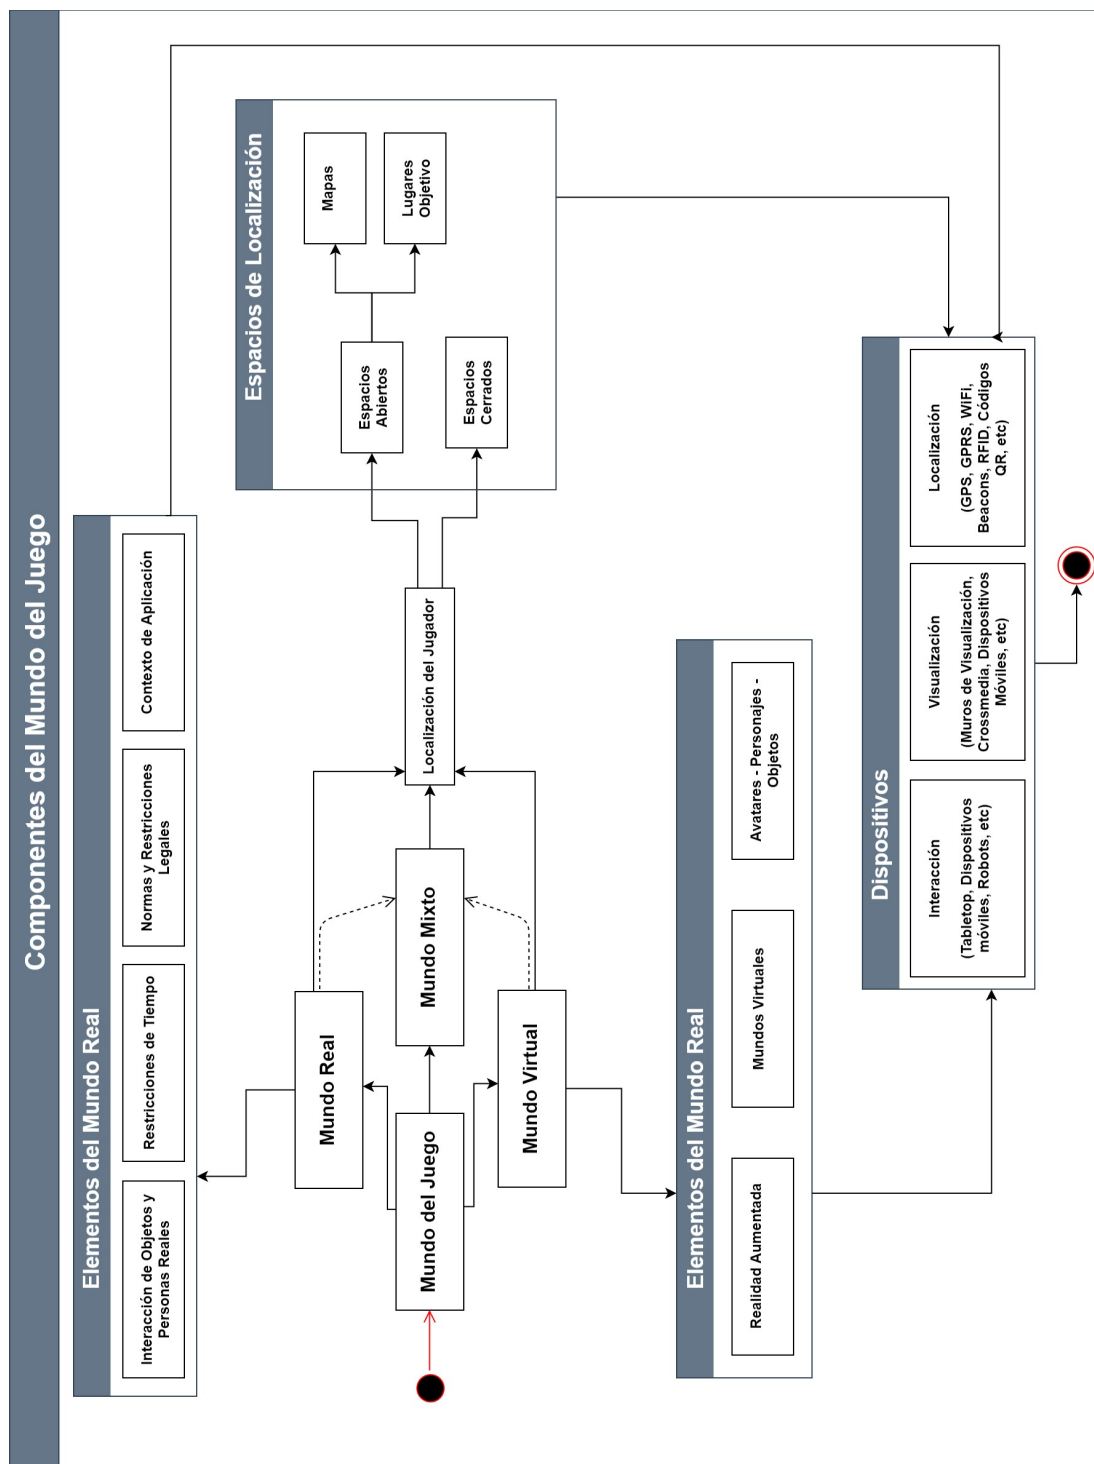 Componentes del Mundo del Juego
Elementos del Mundo Real
Interacción de Objetos y
Personas Reales
Restricciones de Tiempo
Normas y Restricciones
Legales
Contexto de Aplicación
Mundo del Juego
Mundo Real
Mundo Mixto
Mundo Virtual
Localización del Jugador
Espacios de Localización
Espacios
Abiertos
Espacios
Cerrados
Mapas
Lugares
Objetivo
Elementos del Mundo Real
Realidad Aumentada
Mundos Virtuales
Avatares - Personajes -
Objetos
Dispositivos
Interacción
(Tabletop, Dispositivos
móviles, Robots, etc)
Visualización
(Muros de Visualización,
Crossmedia, Dispositivos
Móviles, etc)
Localización
(GPS, GPRS, WiFi,
Beacons, RFID, Códigos
QR, etc)